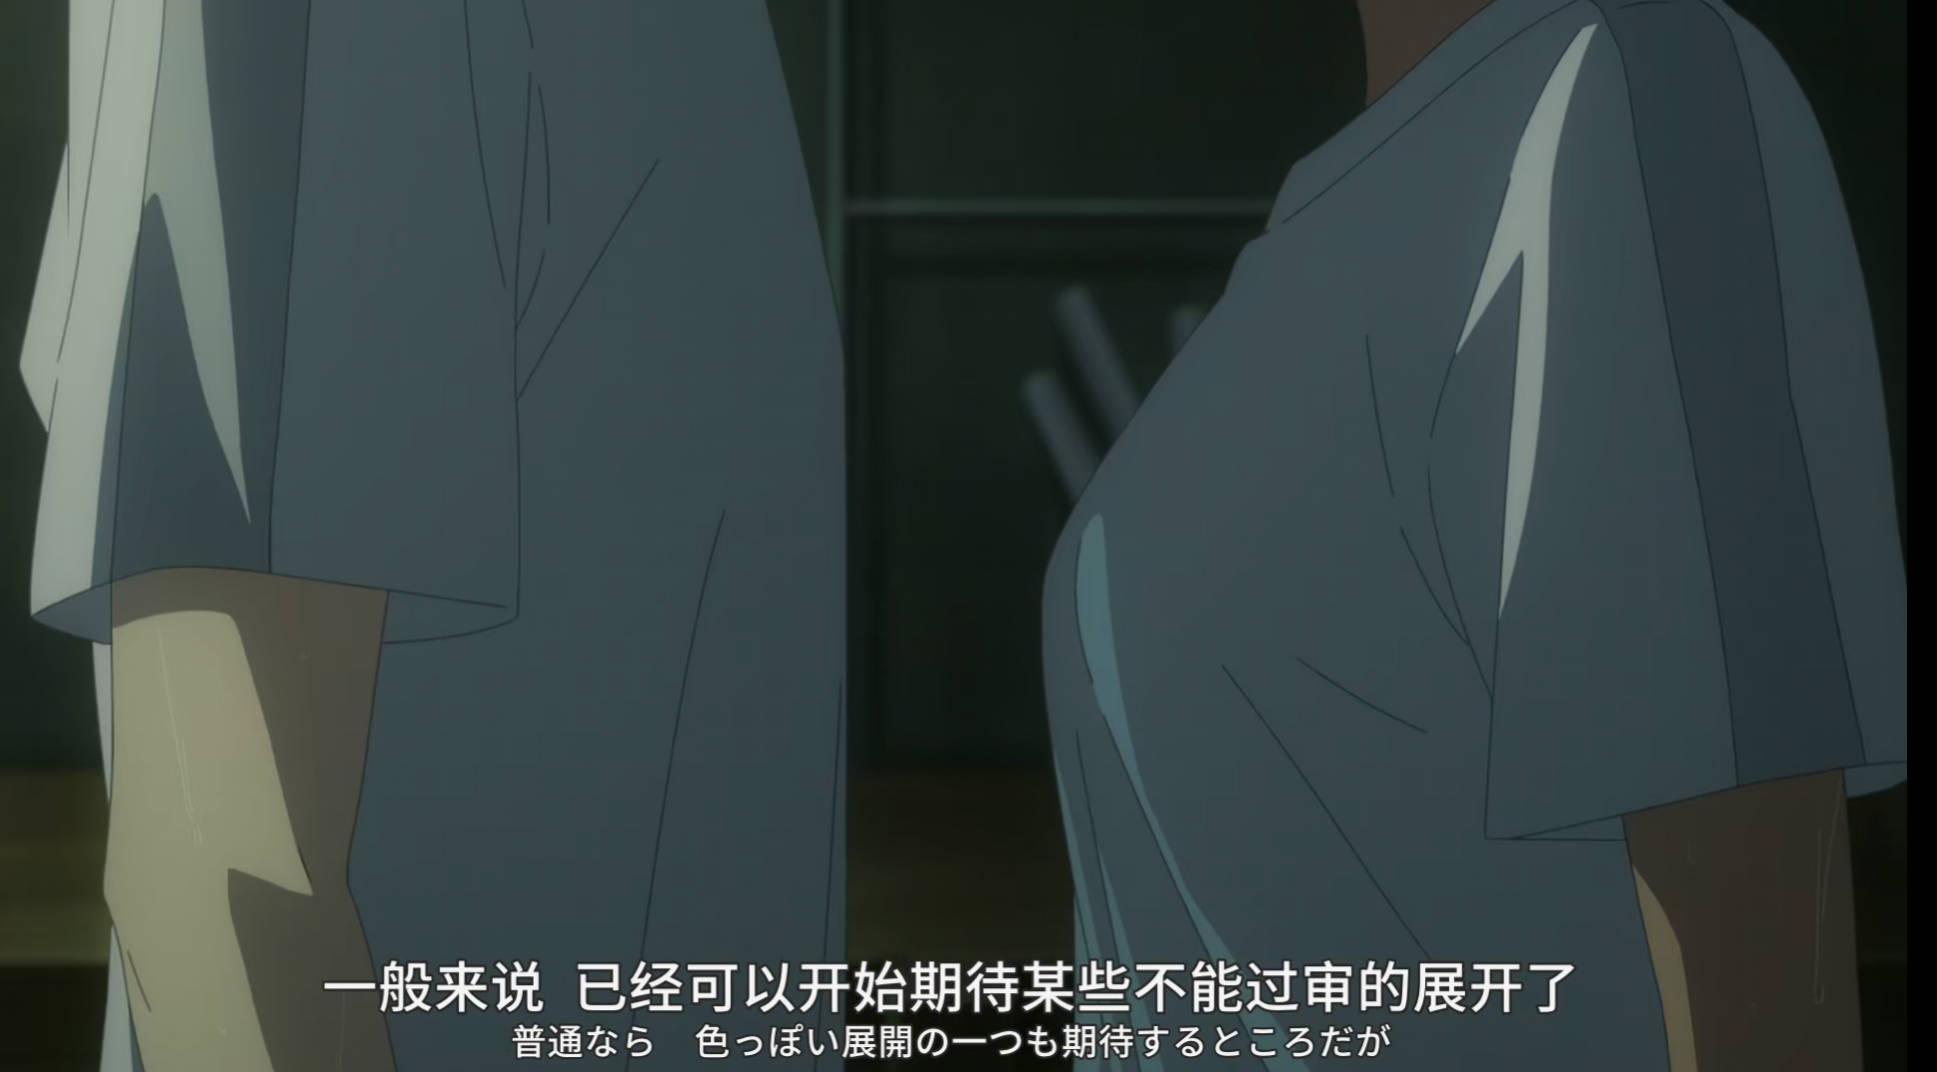 一般来说 已经可以开始期待某些不能过审的展开了
普通なら 色っぽい展開の一つも期待するところだが